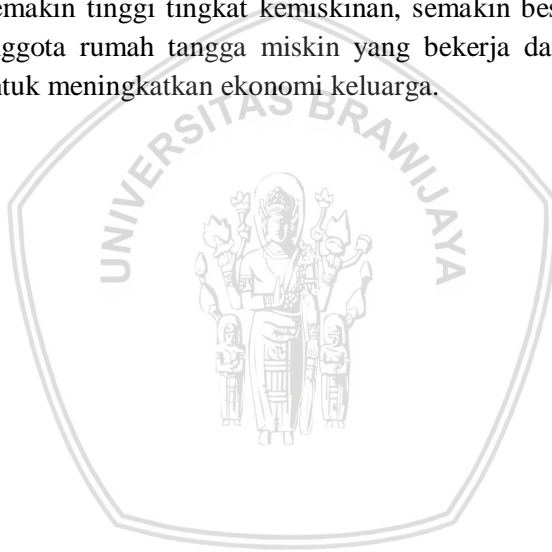 emakin tinggi tingkat kemiskinan, semakin bes
nggota rumah tangga miskin yang bekerja da
ntuk meningkatkan ekonomi keluarga.
UNIVERSITAS BRAWIJAYA